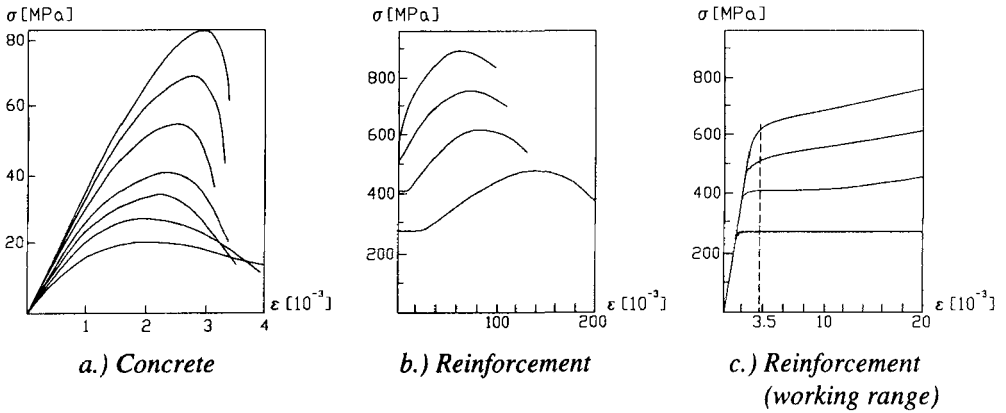 σ [MPa]
80
60
40
20
ε [10⁻³]
1
2
3
4
a.) Concrete
σ [MPa]
800
600
400
200
ε [10⁻³]
100
200
b.) Reinforcement
σ [MPa]
800
600
400
200
ε [10⁻³]
3.5
10
20
c.) Reinforcement
(working range)